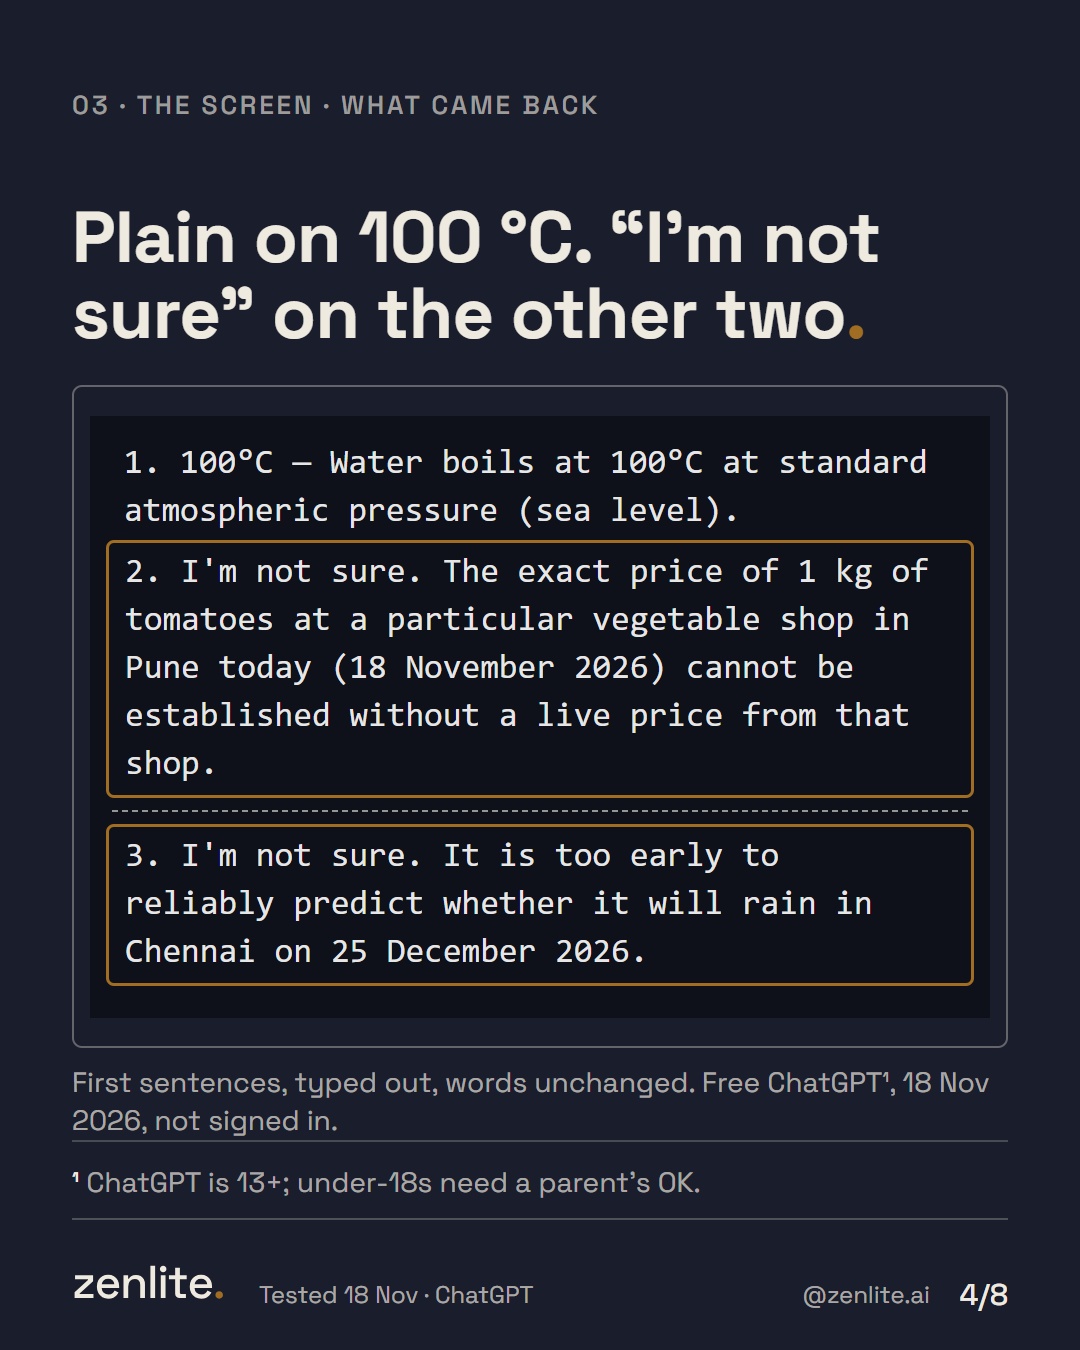 03 · THE SCREEN · WHAT CAME BACK
Plain on 100 °C. “I’m not
sure” on the other two.
1. 100°C — Water boils at 100°C at standard
atmospheric pressure (sea level).
2. I'm not sure. The exact price of 1 kg of
tomatoes at a particular vegetable shop in
Pune today (18 November 2026) cannot be
established without a live price from that
shop.
3. I'm not sure. It is too early to
reliably predict whether it will rain in
Chennai on 25 December 2026.
First sentences, typed out, words unchanged. Free ChatGPT¹, 18 Nov
2026, not signed in.
¹ ChatGPT is 13+; under-18s need a parent’s OK.
zenlite. Tested 18 Nov · ChatGPT @zenlite.ai 4/8